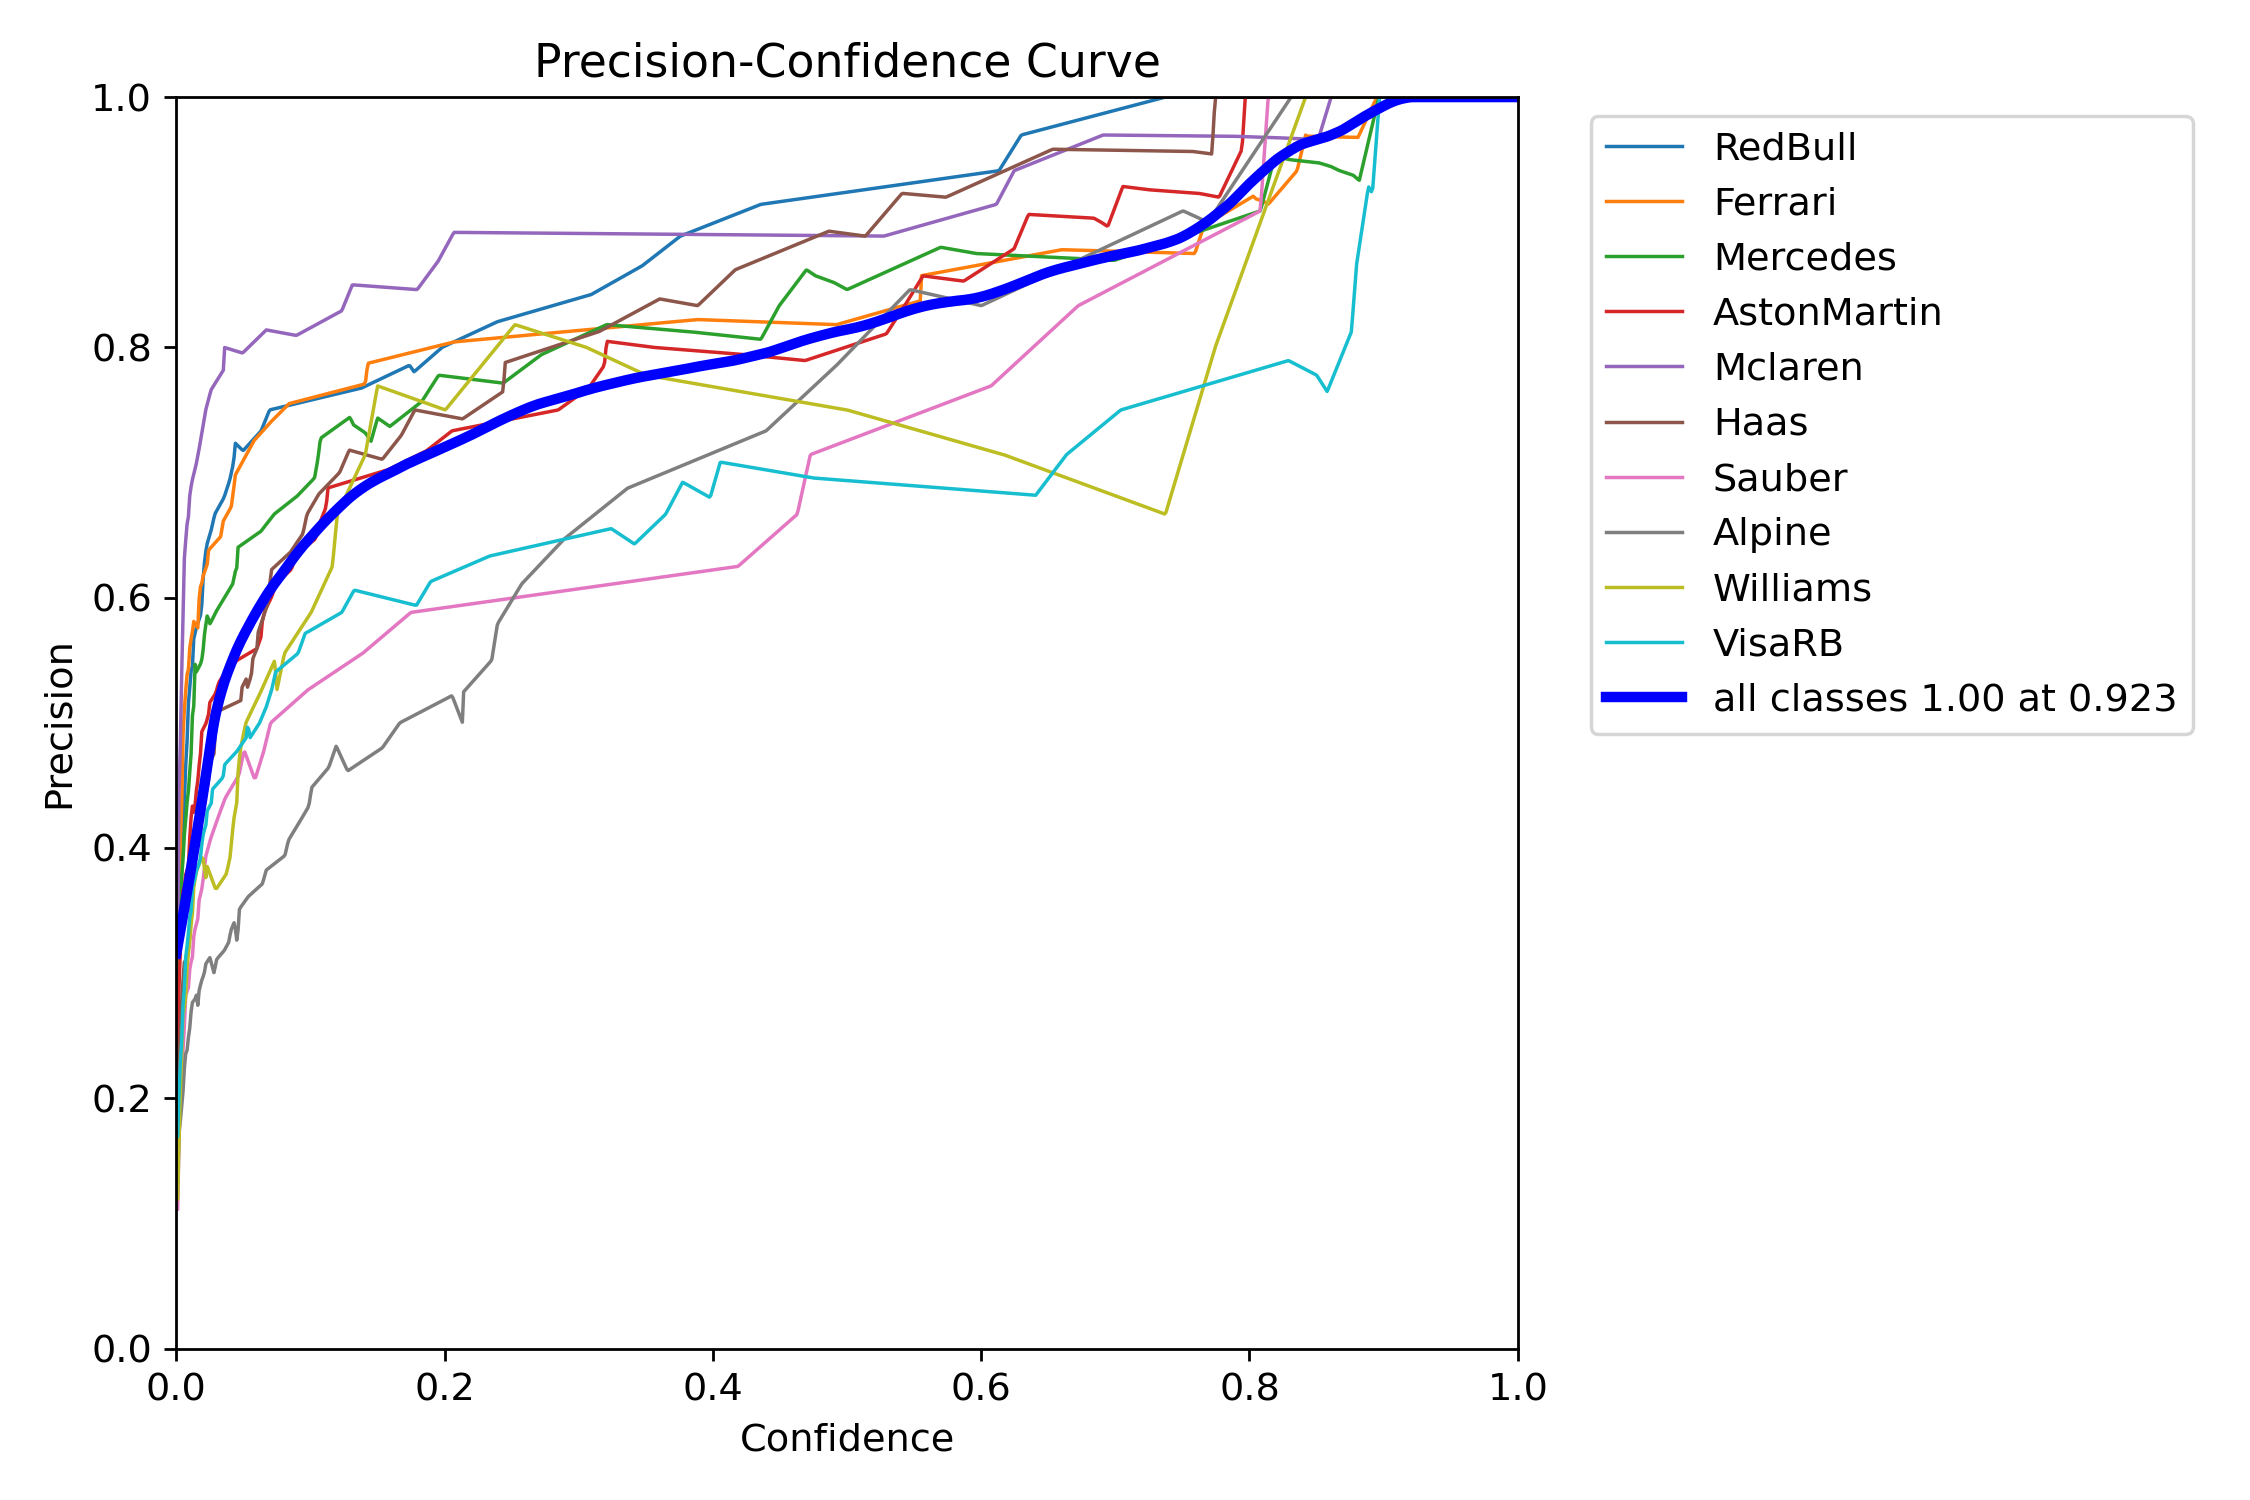 Precision-Confidence Curve
1.0
0.8
0.6
0.4
0.2
0.0
Precision
0.0 0.2 0.4 0.6 0.8 1.0
Confidence
RedBull
Ferrari
Mercedes
AstonMartin
Mclaren
Haas
Sauber
Alpine
Williams
VisaRB
all classes 1.00 at 0.923